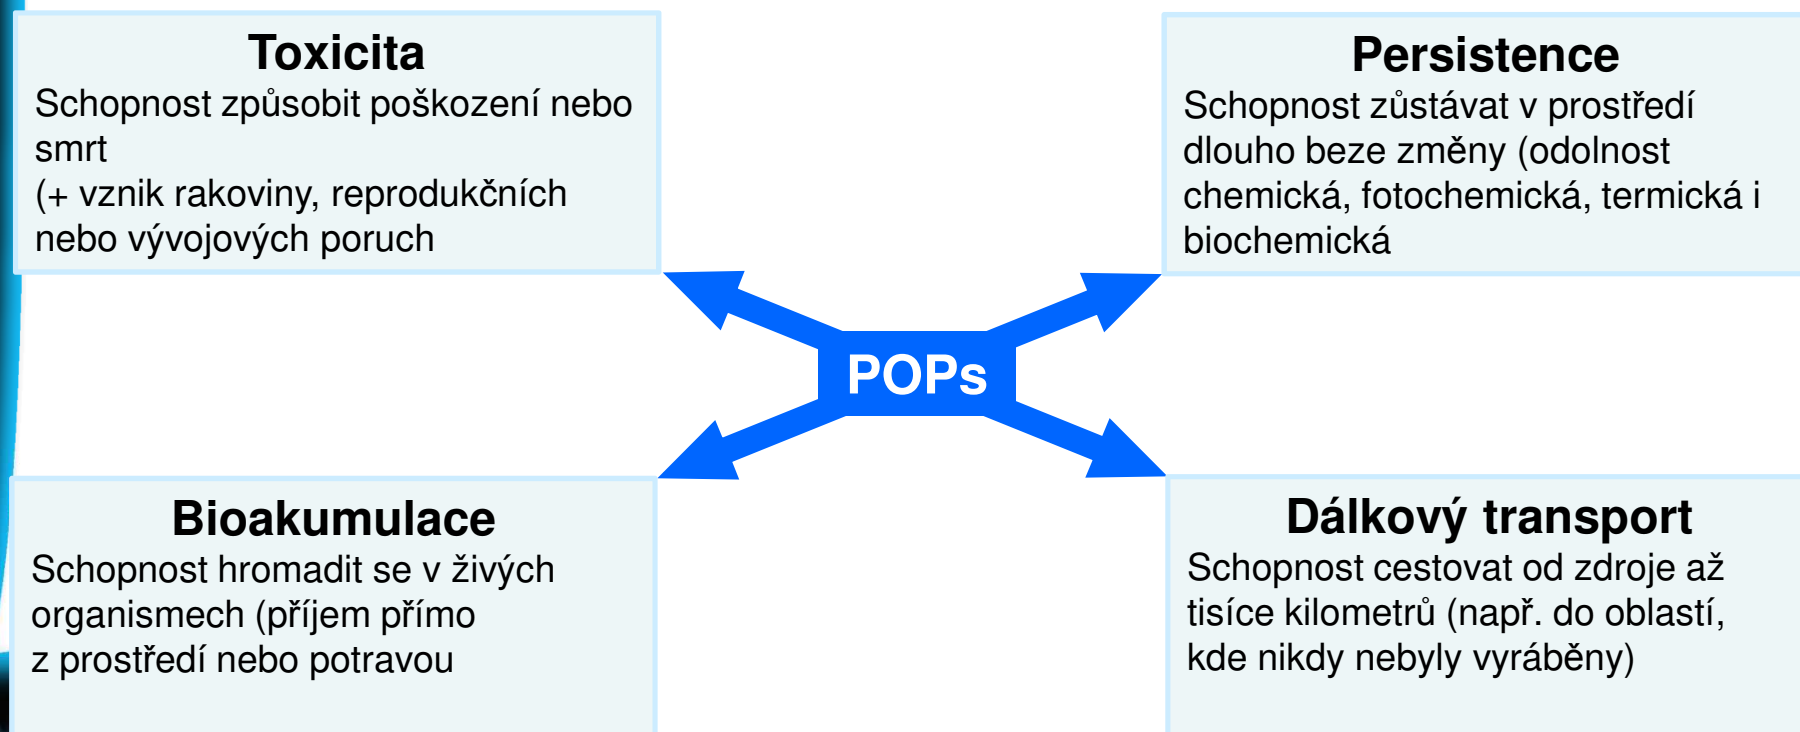 Toxicita
Schopnost způsobit poškození nebo
smrt
(+ vznik rakoviny, reprodukčních
nebo vývojových poruch
Persistence
Schopnost zůstávat v prostředí
dlouho beze změny (odolnost
chemická, fotochemická, termická i
biochemická
POPs
Bioakumulace
Schopnost hromadit se v živých
organismech (příjem přímo
z prostředí nebo potravou
Dálkový transport
Schopnost cestovat od zdroje až
tisíce kilometrů (např. do oblastí,
kde nikdy nebyly vyráběny)